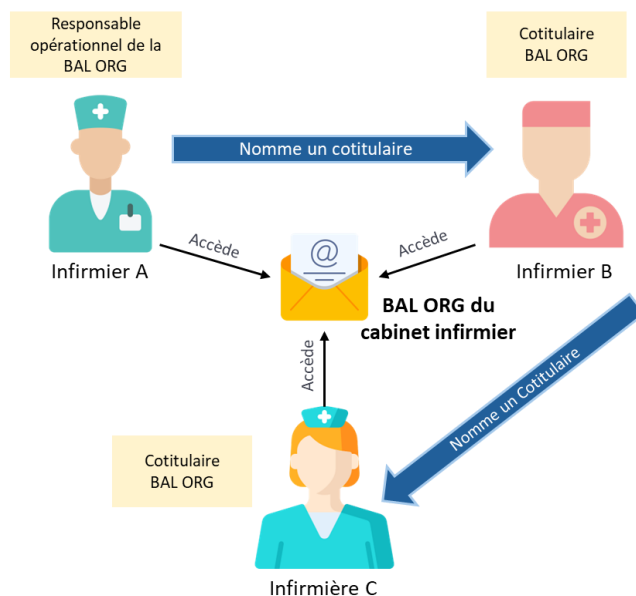 Responsable
opérationnel de la
BAL ORG
Cotitulaire
BAL ORG
Nomme un cotitulaire
Accède
Accède
Infirmier A
Infirmier B
@
BAL ORG du
cabinet infirmier
Accède
Nomme un Cotitulaire
Cotitulaire
BAL ORG
Infirmière C